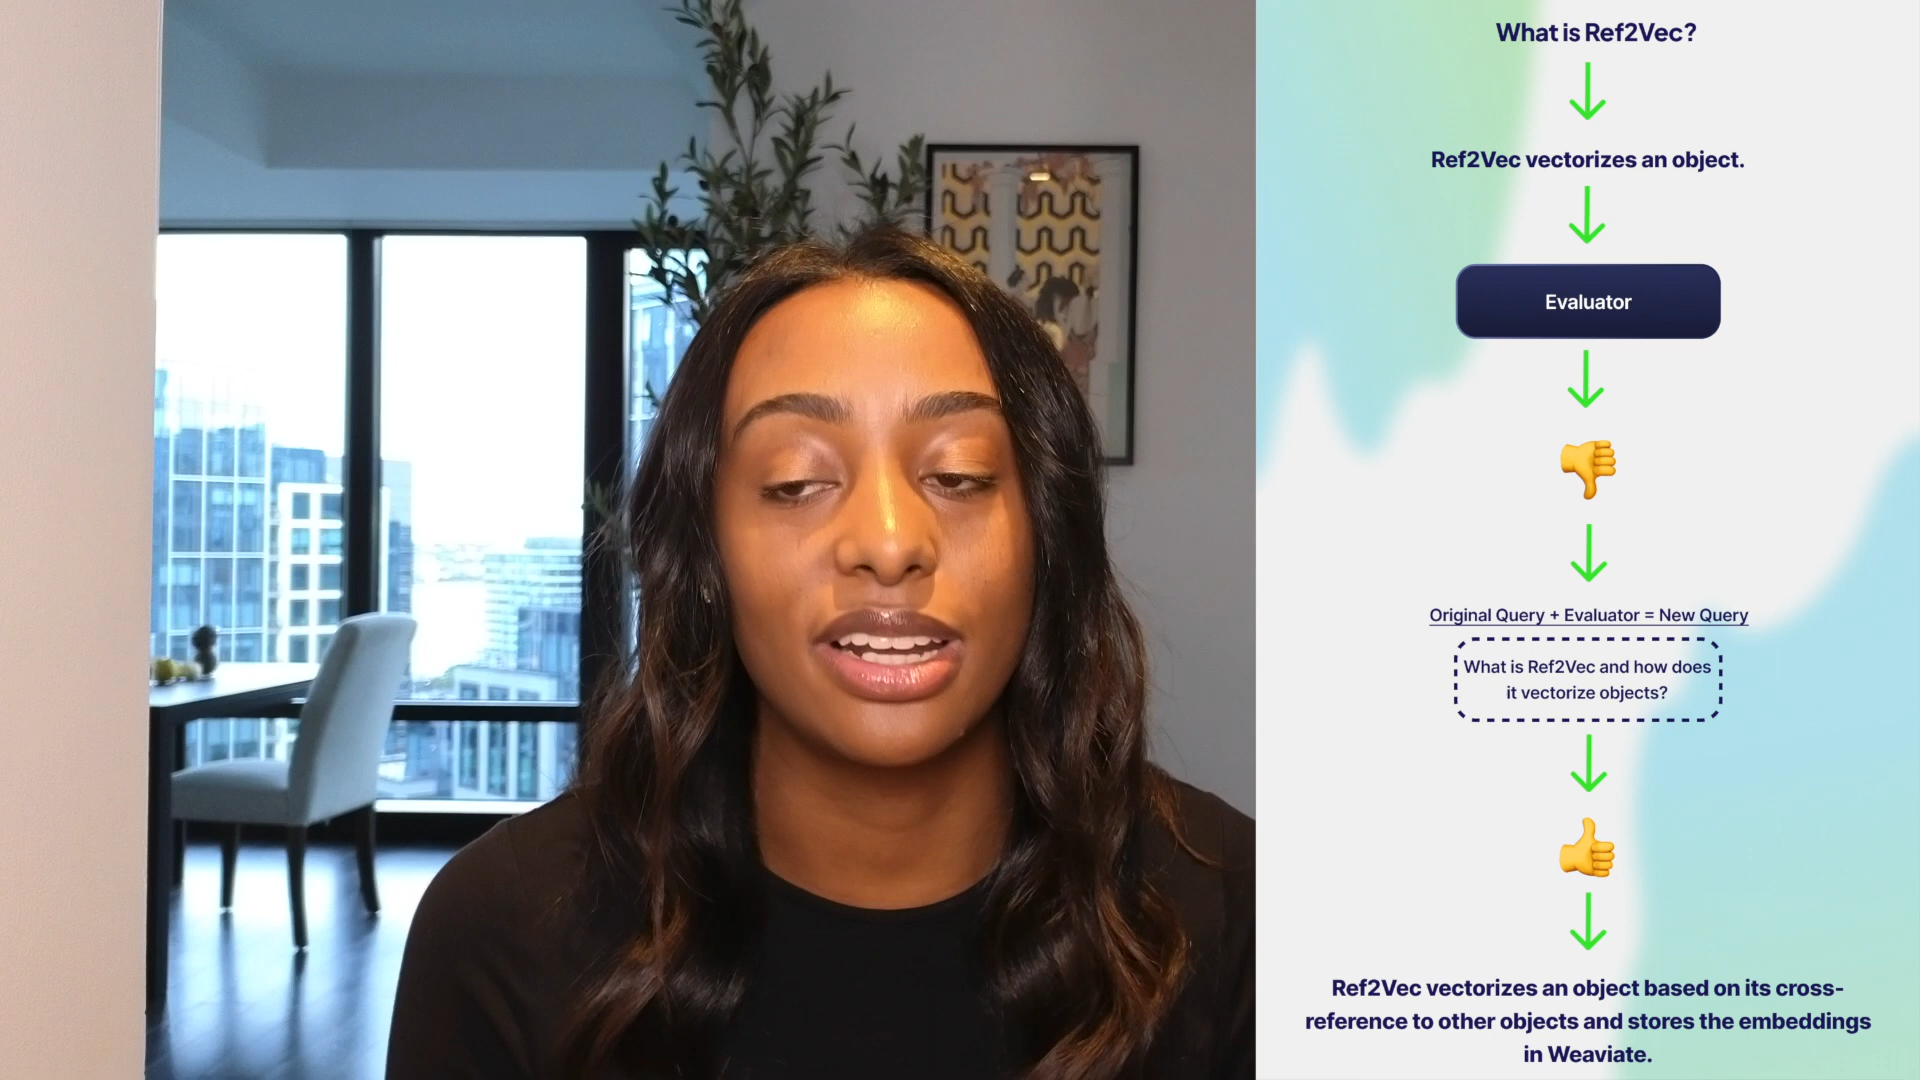 What is Ref2Vec?
Ref2Vec vectorizes an object.
Evaluator
Original Query + Evaluator = New Query
What is Ref2Vec and how does
it vectorize objects?
Ref2Vec vectorizes an object based on its cross-
reference to other objects and stores the embeddings
in Weaviate.